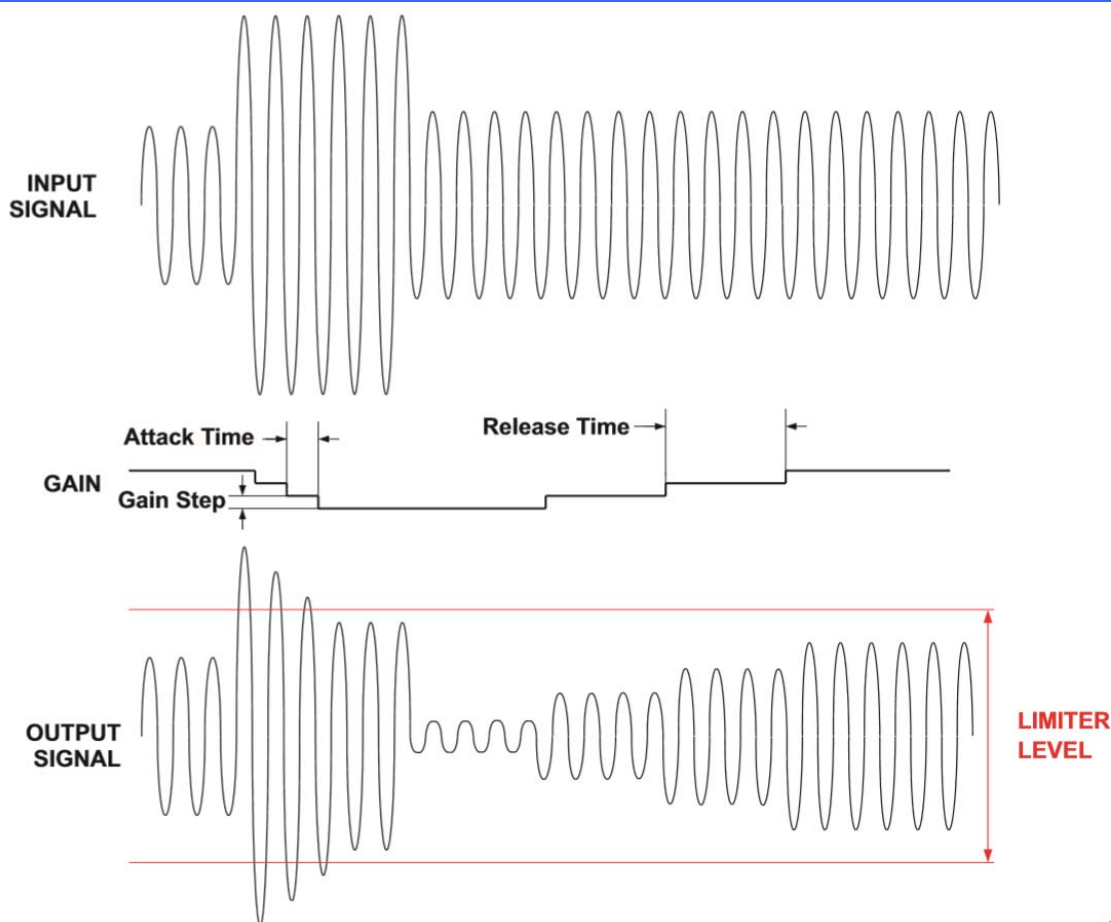 INPUT
SIGNAL
Attack Time
Release Time
GAIN
Gain Step
OUTPUT
SIGNAL
LIMITER
LEVEL